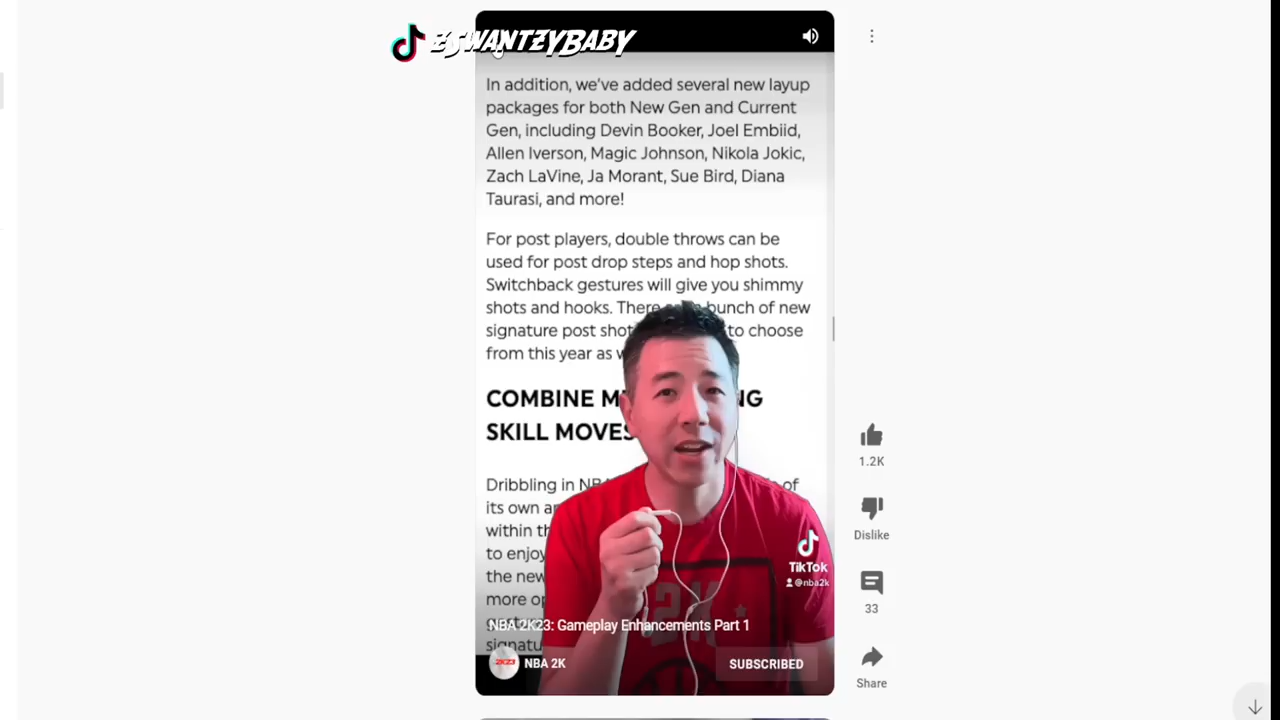 ZSWANTZYBABY
In addition, we've added several new layup
packages for both New Gen and Current
Gen, including Devin Booker, Joel Embiid,
Allen Iverson, Magic Johnson, Nikola Jokic,
Zach LaVine, Ja Morant, Sue Bird, Diana
Taurasi, and more!
For post players, double throws can be
used for post drop steps and hop shots.
Switchback gestures will give you shimmy
shots and hooks. There bunch of new
signature post to choose
from this year as
COMBINE
SKILL MOVES
Dribbling in of
its own
within
to enjoy
the new
more
1.2K
Dislike
TikTok
@nba2k
33
2K
NBA 2K23: Gameplay Enhancements Part 1
2K23 NBA 2K SUBSCRIBED
Share